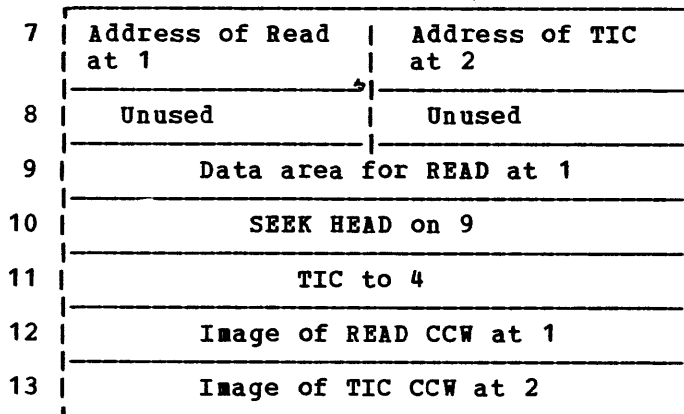 7 Address of Read Address of TIC
at 1 at 2
8 Unused Unused
9 Data area for READ at 1
10 SEEK HEAD on 9
11 TIC to 4
12 Image of READ CCW at 1
13 Image of TIC CCW at 2